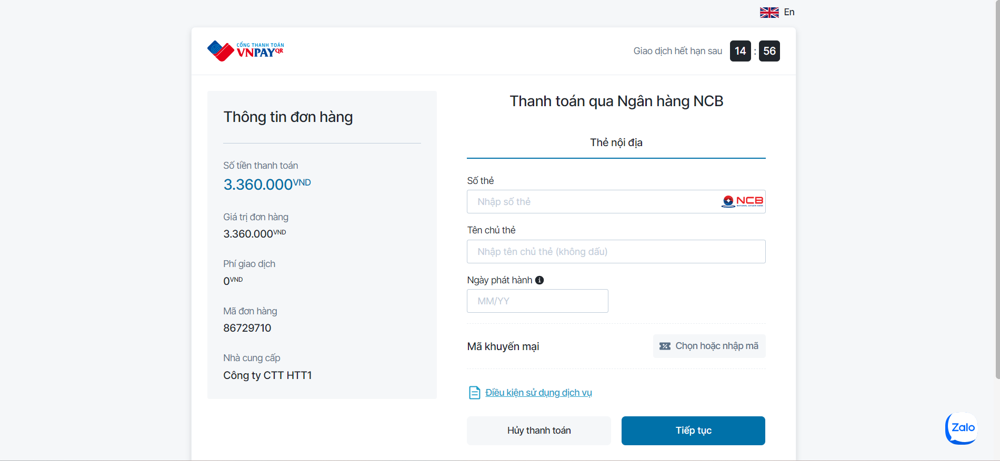 En
CỔNG THANH TOÁN
VNPAYQR
Giao dịch hết hạn sau 14 : 56
Thông tin đơn hàng
Số tiền thanh toán
3.360.000VND
Giá trị đơn hàng
3.360.000VND
Phí giao dịch
0VND
Mã đơn hàng
86729710
Nhà cung cấp
Công ty CTT HTT1
Thanh toán qua Ngân hàng NCB
Thẻ nội địa
Số thẻ
Nhập số thẻ
NCB
NATIONAL CITIZEN BANK
Tên chủ thẻ
Nhập tên chủ thẻ (không dấu)
Ngày phát hành
MM/YY
Mã khuyến mại
Chọn hoặc nhập mã
Điều kiện sử dụng dịch vụ
Hủy thanh toán
Tiếp tục
Zalo